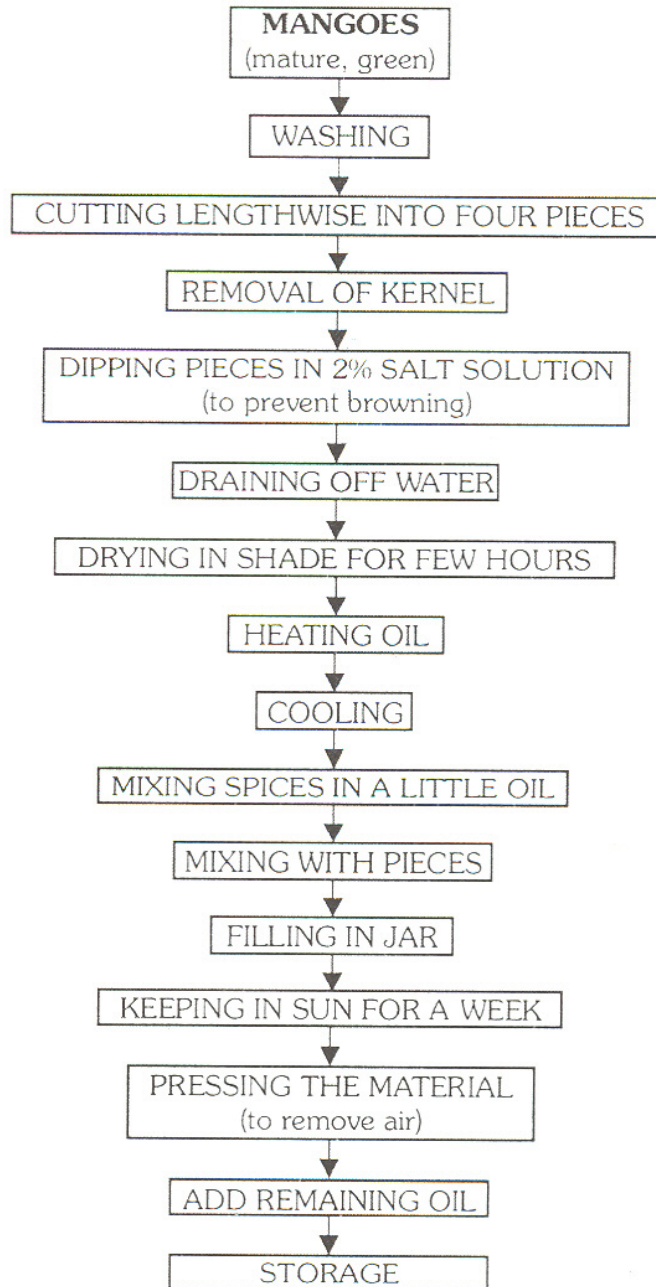 MANGOES
(mature, green)
WASHING
CUTTING LENGTHWISE INTO FOUR PIECES
REMOVAL OF KERNEL
DIPPING PIECES IN 2% SALT SOLUTION
(to prevent browning)
DRAINING OFF WATER
DRYING IN SHADE FOR FEW HOURS
HEATING OIL
COOLING
MIXING SPICES IN A LITTLE OIL
MIXING WITH PIECES
FILLING IN JAR
KEEPING IN SUN FOR A WEEK
PRESSING THE MATERIAL
(to remove air)
ADD REMAINING OIL
STORAGE